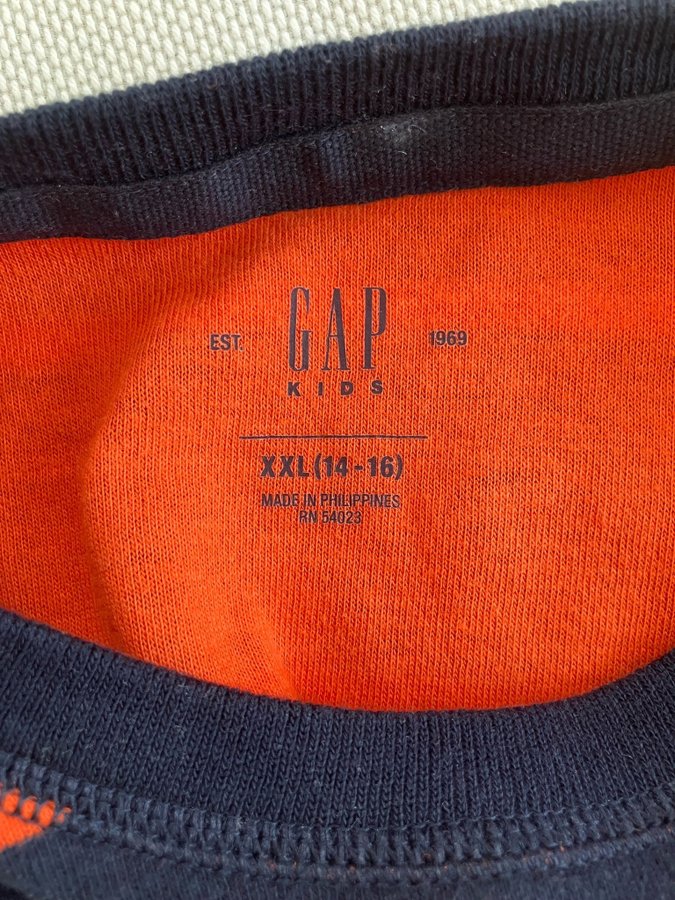 EST. GAP 1969
KIDS
XXL (14-16)
MADE IN PHILIPPINES
RN 54023